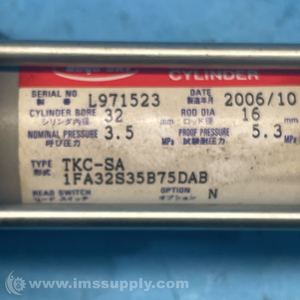 CYLINDER
SERIAL NO L971523 DATE 2006/10
製番 製造年月
CYLINDER BORE 32 mm ROD DIA 16 mm
シリンダ内径 ロッド径
NOMINAL PRESSURE 3.5 MPa PROOF PRESSURE 5.3 MPa
呼び圧力 試験耐圧力
TYPE TKC-SA
形式 1FA32S35B75DAB
READ SWITCH OPTION N
リードスイッチ オプション
© www.imssupply.com